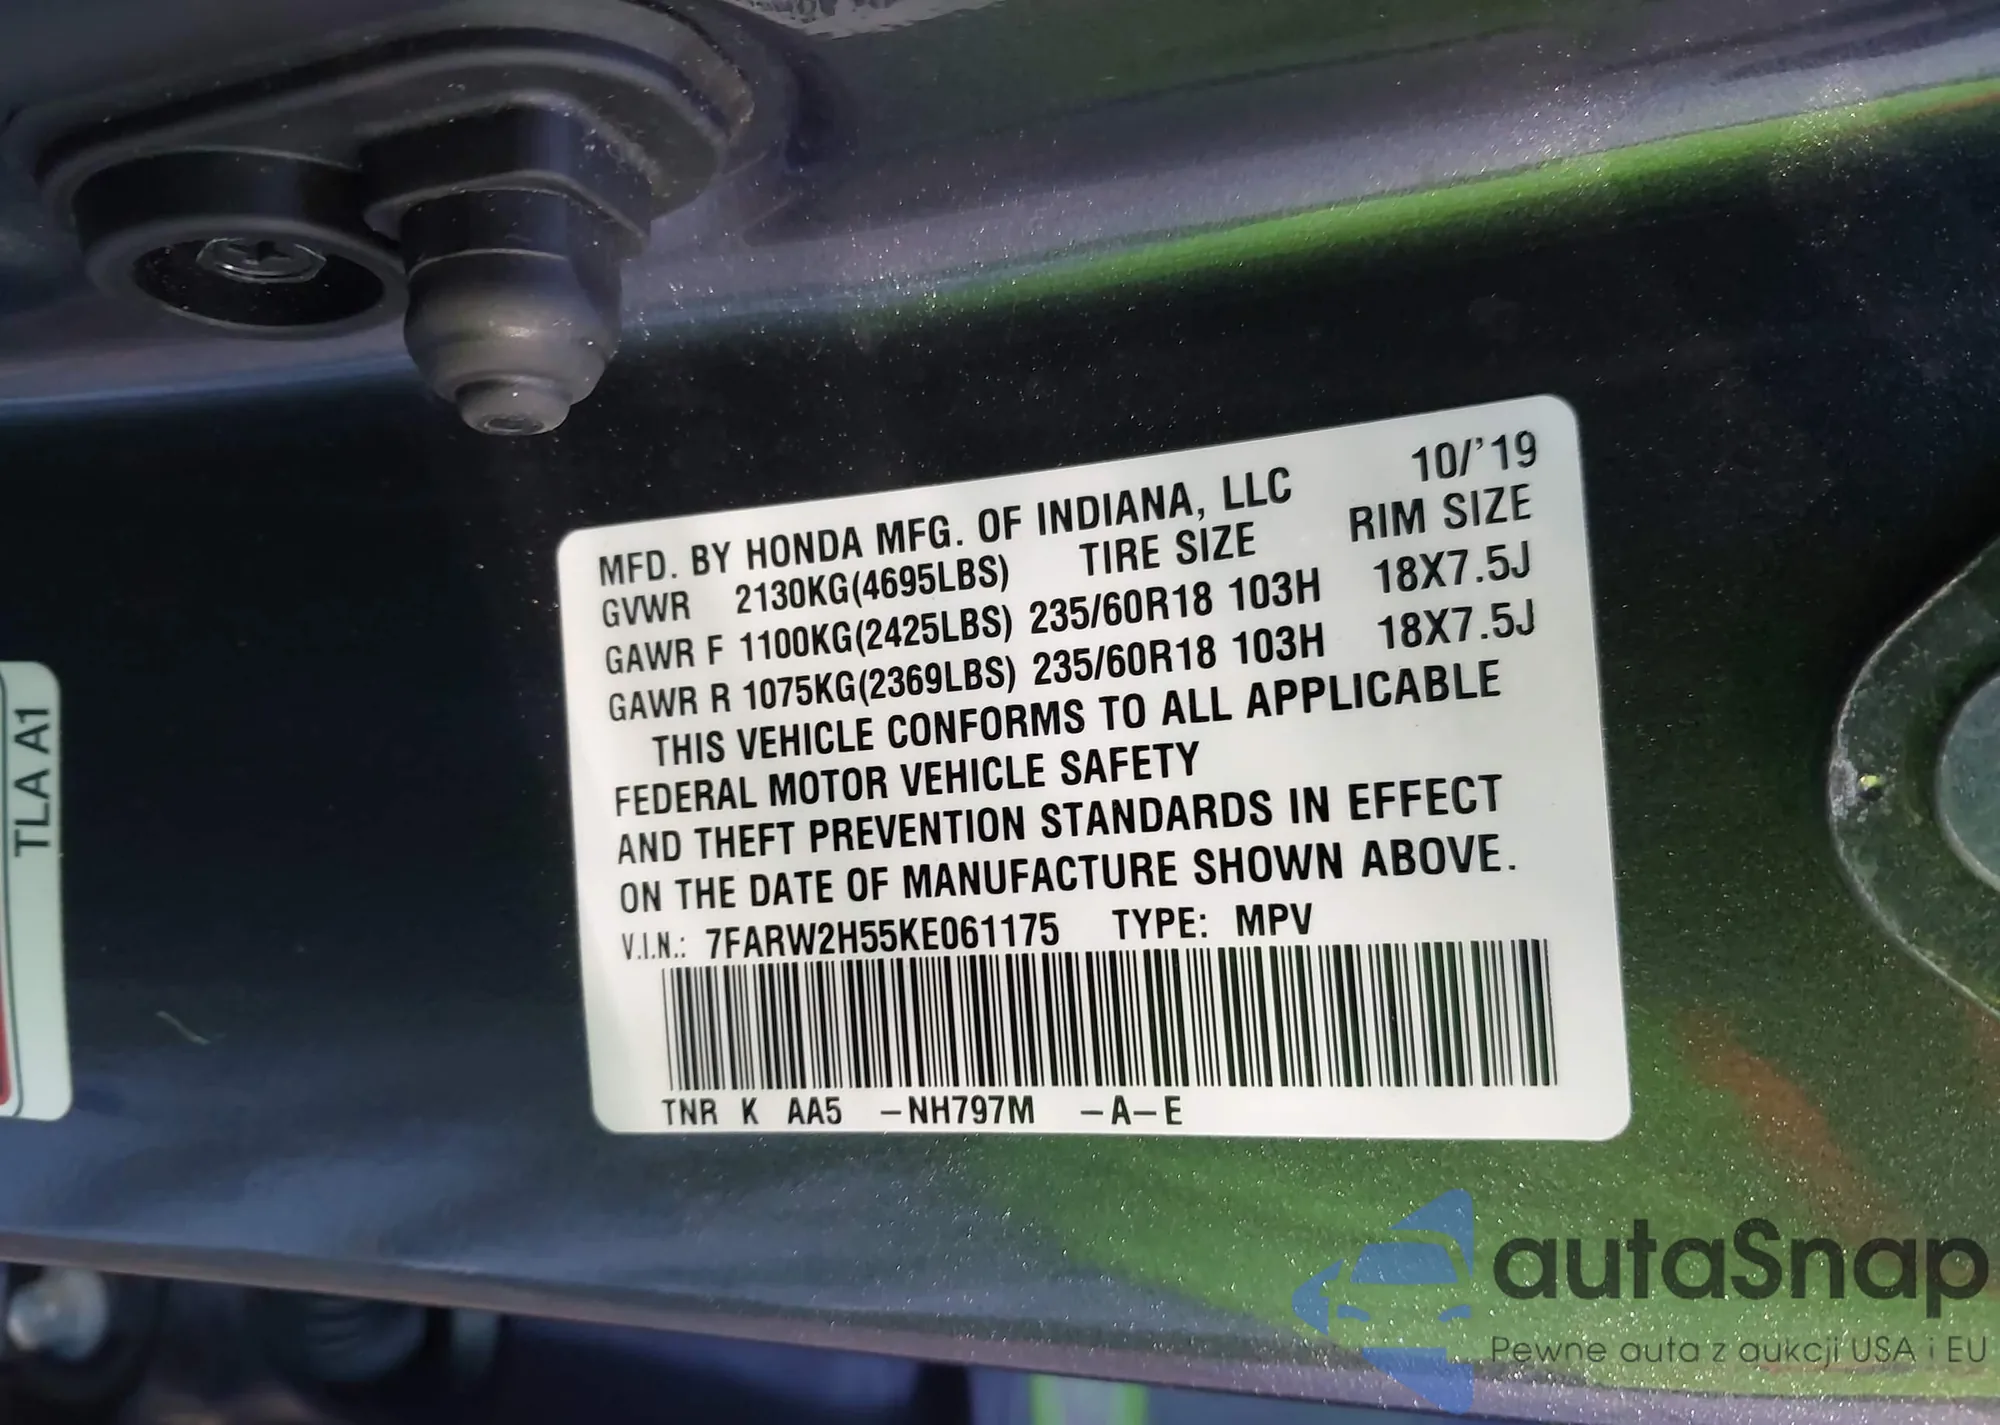 10/'19
MFD. BY HONDA MFG. OF INDIANA, LLC
GVWR 2130KG(4695LBS) TIRE SIZE RIM SIZE
GAWR F 1100KG(2425LBS) 235/60R18 103H 18X7.5J
GAWR R 1075KG(2369LBS) 235/60R18 103H 18X7.5J
THIS VEHICLE CONFORMS TO ALL APPLICABLE
FEDERAL MOTOR VEHICLE SAFETY
AND THEFT PREVENTION STANDARDS IN EFFECT
ON THE DATE OF MANUFACTURE SHOWN ABOVE.
V.I.N.: 7FARW2H55KE061175 TYPE: MPV
TNR K AA5 -NH797M -A-E
TLA A1
autaSnap
Pewne auta z aukcji USA i EU